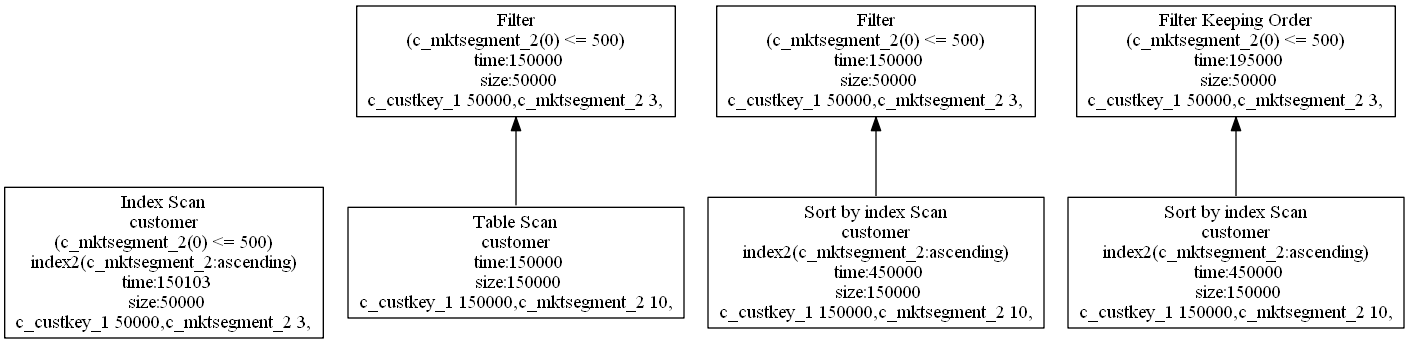 Filter
(c_mktsegment_2(0) <= 500)
time:150000
size:50000
c_custkey_1 50000,c_mktsegment_2 3,
Filter
(c_mktsegment_2(0) <= 500)
time:150000
size:50000
c_custkey_1 50000,c_mktsegment_2 3,
Filter Keeping Order
(c_mktsegment_2(0) <= 500)
time:195000
size:50000
c_custkey_1 50000,c_mktsegment_2 3,
Index Scan
customer
(c_mktsegment_2(0) <= 500)
index2(c_mktsegment_2:ascending)
time:150103
size:50000
c_custkey_1 50000,c_mktsegment_2 3,
Table Scan
customer
time:150000
size:150000
c_custkey_1 150000,c_mktsegment_2 10,
Sort by index Scan
customer
index2(c_mktsegment_2:ascending)
time:450000
size:150000
c_custkey_1 150000,c_mktsegment_2 10,
Sort by index Scan
customer
index2(c_mktsegment_2:ascending)
time:450000
size:150000
c_custkey_1 150000,c_mktsegment_2 10,